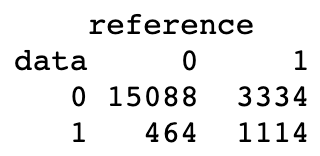 reference
data 0 1
0 15088 3334
1 464 1114